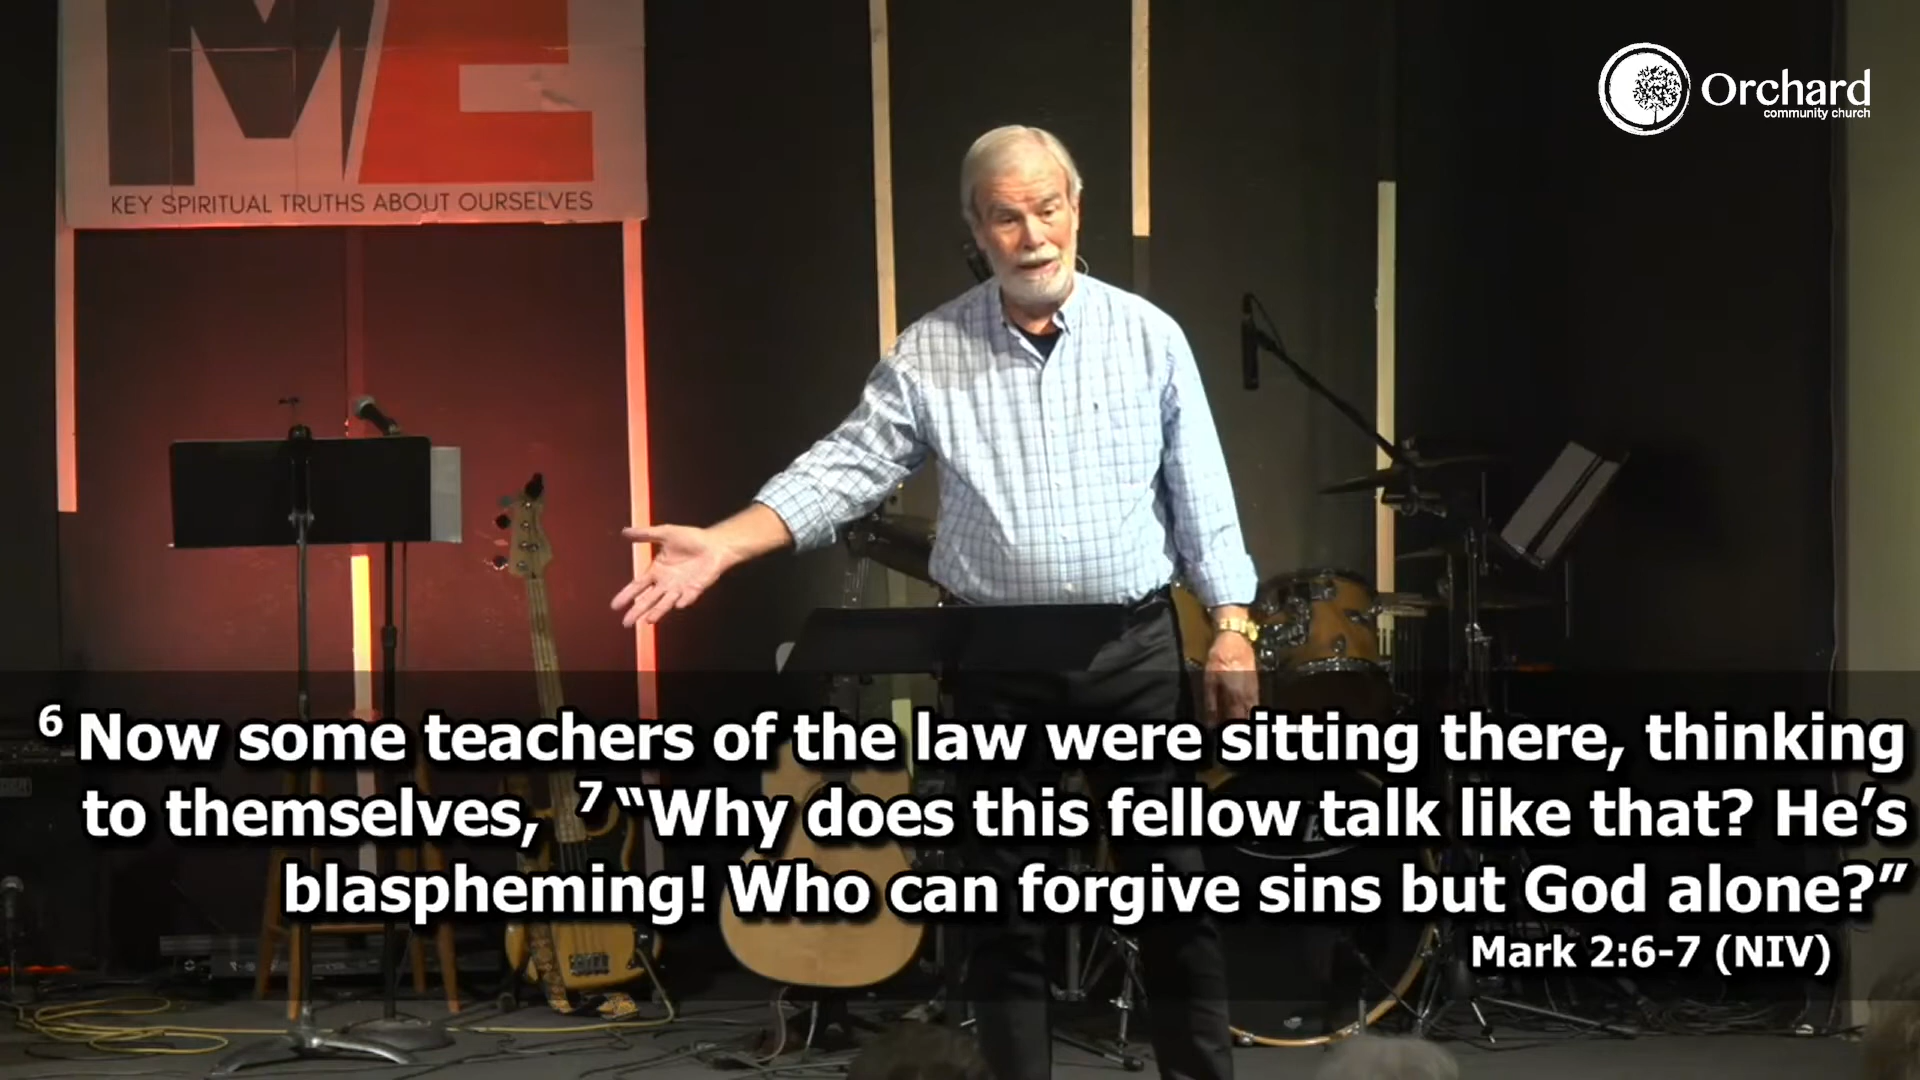 ME
KEY SPIRITUAL TRUTHS ABOUT OURSELVES
Orchard
community church
6 Now some teachers of the law were sitting there, thinking
to themselves, 7 “Why does this fellow talk like that? He’s
blaspheming! Who can forgive sins but God alone?”
Mark 2:6-7 (NIV)